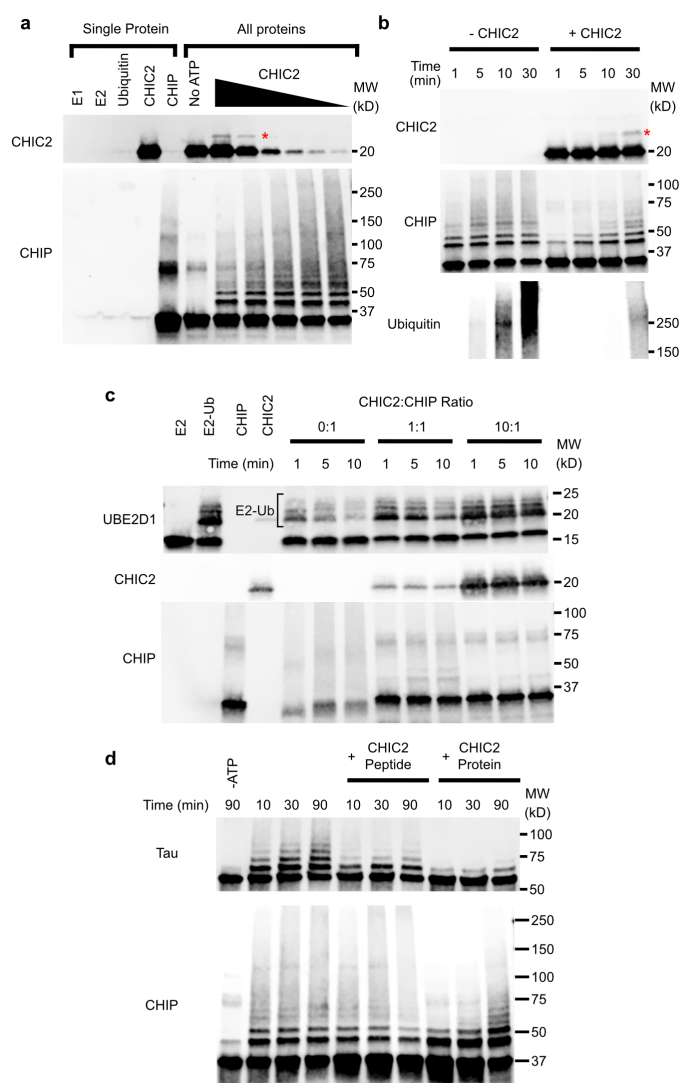 a
Single Protein All proteins
E1 E2 Ubiquitin CHIC2 CHIP No ATP CHIC2 MW
(kD)
CHIC2 * 20
CHIP 250
150
100
75
50
37
b
- CHIC2 + CHIC2
Time 1 5 10 30 1 5 10 30 MW
(min) (kD)
CHIC2 * 20
100
75
CHIP 50
37
Ubiquitin 250
150
c
E2 E2-Ub CHIP CHIC2 CHIC2:CHIP Ratio
0:1 1:1 10:1 MW
Time (min) 1 5 10 1 5 10 1 5 10 (kD)
25
UBE2D1 E2-Ub 20
15
CHIC2 20
100
75
CHIP 50
37
d
-ATP + CHIC2 Peptide + CHIC2 Protein MW
Time (min) 90 10 30 90 10 30 90 10 30 90 (kD)
100
Tau 75
50
250
150
100
CHIP 75
50
37